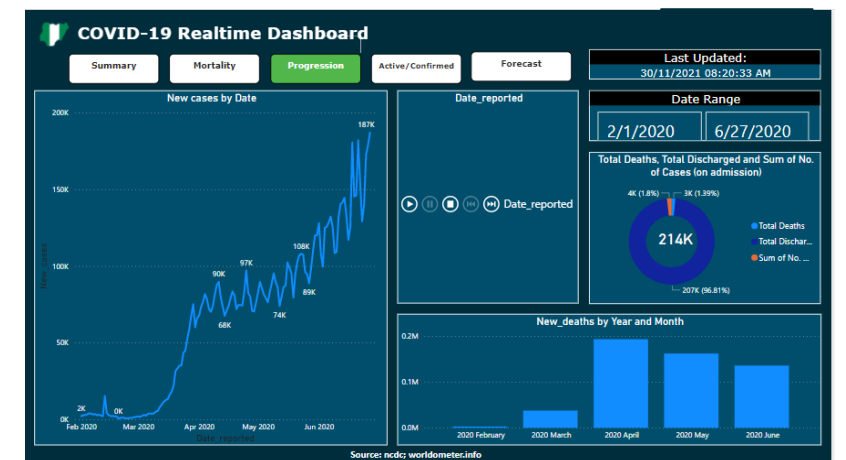 COVID-19 Realtime Dashboard
Summary
Mortality
Progression
Active/Confirmed
Forecast
Last Updated:
30/11/2021 08:20:33 AM
New cases by Date
200K
150K
100K
50K
0K
New_cases
2K
0K
90K
68K
97K
74K
108K
89K
187K
Feb 2020 Mar 2020 Apr 2020 May 2020 Jun 2020
Date_reported
Date_reported
Date_reported
Date Range
2/1/2020 6/27/2020
Total Deaths, Total Discharged and Sum of No.
of Cases (on admission)
4K (1.8%) 3K (1.39%)
214K
207K (96.81%)
Total Deaths
Total Dischar...
Sum of No. ...
New_deaths by Year and Month
0.2M
0.1M
0.0M
2020 February 2020 March 2020 April 2020 May 2020 June
Source: ncdc; worldometer.info